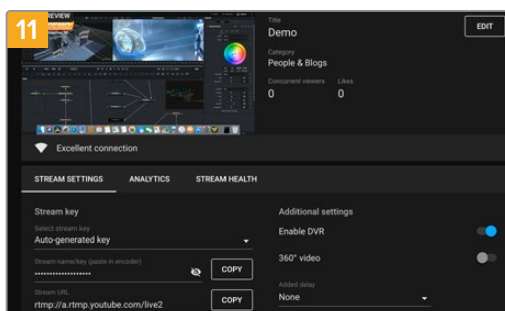 11
REVIEW
Title
Demo
EDIT
Category
People & Blogs
Concurrent viewers
Likes
0
0
Excellent connection
STREAM SETTINGS
ANALYTICS
STREAM HEALTH
Stream key
Additional settings
Select stream key
Auto-generated key
Enable DVR
Stream name/key (paste in encoder)
COPY
360° video
Stream URL
rtmp://a.rtmp.youtube.com/live2
COPY
Added delay
None